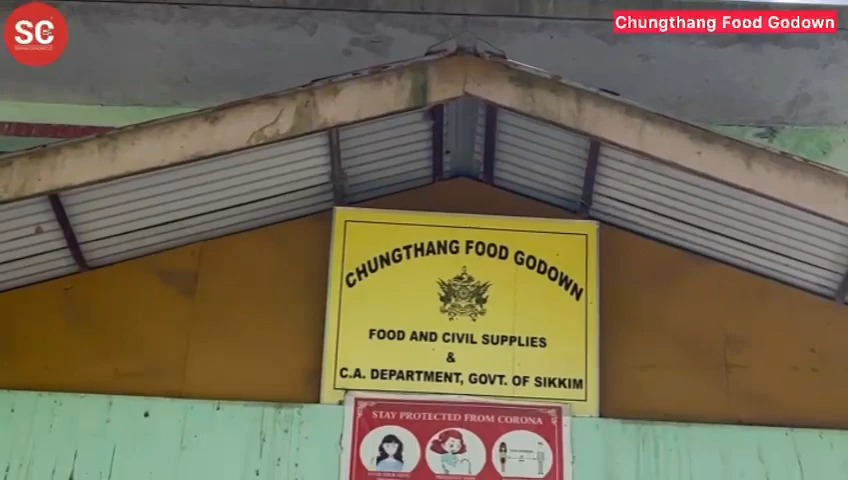 SC
Chungthang Food Godown
CHUNGTHANG FOOD GODOWN
FOOD AND CIVIL SUPPLIES
&
C.A. DEPARTMENT, GOVT. OF SIKKIM
STAY PROTECTED FROM CORONA